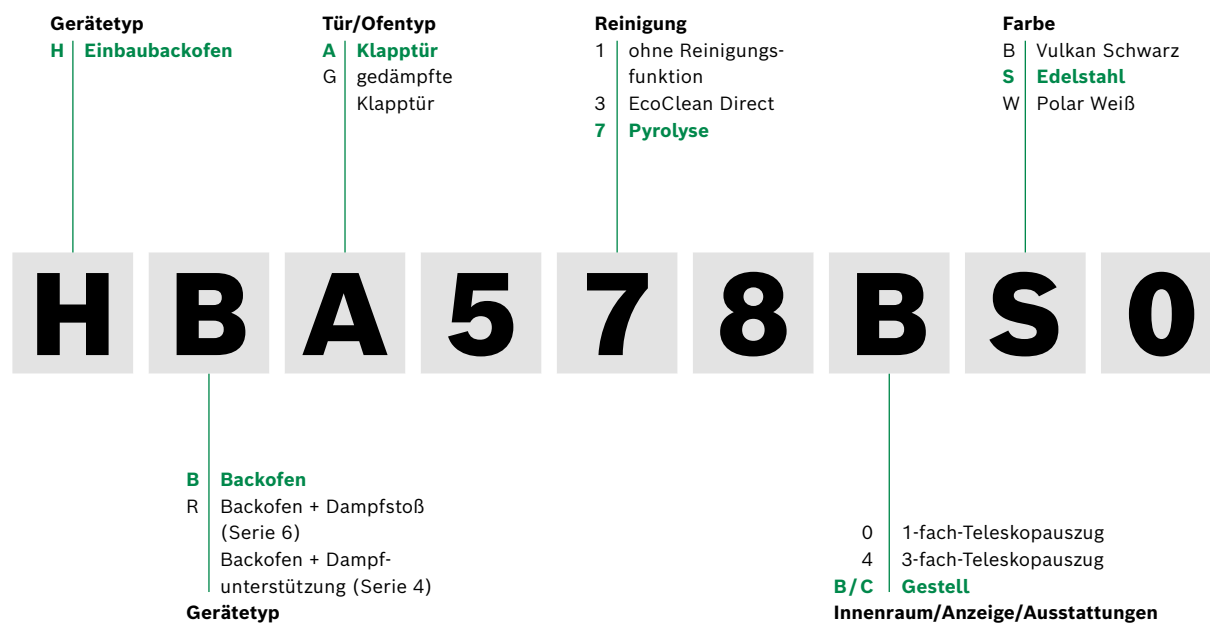 Gerätetyp
H Einbaubackofen
Tür/Ofentyp
A Klapptür
G gedämpfte
Klapptür
Reinigung
1 ohne Reinigungs-
funktion
3 EcoClean Direct
7 Pyrolyse
Farbe
B Vulkan Schwarz
S Edelstahl
W Polar Weiß
H B A 5 7 8 B S 0
B Backofen
R Backofen + Dampfstoß
(Serie 6)
Backofen + Dampf-
unterstützung (Serie 4)
Gerätetyp
0 1-fach-Teleskopauszug
4 3-fach-Teleskopauszug
B/C Gestell
Innenraum/Anzeige/Ausstattungen